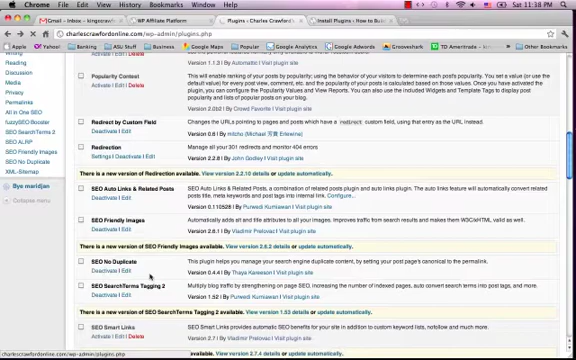 Chrome File Edit View History Bookmarks Window Help
Sat 11:38 PM
Gmail - Inbox - kingscrawfo
WP Affiliate Platform
Plugins ‹ Charles Crawford
Install Plugins ‹ How to Buil
charlescrawfordonline.com/wp-admin/plugins.php
Apple Yahoo! Banking ASU Stuff Business Google Maps Popular Google AdWords Grooveshark TD Ameritrade Other Bookmarks
Writing
Reading
Discussion
Media
Privacy
Permalinks
All in One SEO
fuzzySEO Booster
SEO SearchTerms 2
SEO ALRP
SEO Friendly Images
SEO No Duplicate
XML-Sitemap
Bye maridjan
Collapse menu
Activate | Edit | Delete
Version
Automatic | Visit plugin site
Popularity Contest
Activate | Edit | Delete
This will enable ranking of your posts by popularity; using the behavior of your visitors to determine each post's popularity. You set a value (or use the
default value) for every post view, comment, etc. and the popularity of your posts is calculated based on those values. Once you have activated the
plugin, you can configure the Popularity Values and View Reports. You can also use the included Widgets and Template Tags to display post
popularity and lists of popular posts on your blog.
Version 2.0b2 | By Crowd Favorite | Visit plugin site
Redirect by Custom Field
Deactivate | Edit
Changes the URLs pointing to pages and posts which have a redirect custom field, using that entry as the URL.
Version 0.6 | By mitcho (Michael 芳貴 Erlewine)
Redirection
Settings | Deactivate | Edit
Manage all your 301 redirects and monitor 404 errors
Version 2.2.8 | By John Godley | Visit plugin site
There is a new version of Redirection available. View version 2.2.10 details or update automatically.
SEO Auto Links & Related Posts
Deactivate | Edit
SEO Auto Links & Related Posts, a combination of related posts plugin and auto links plugin. The auto links feature will automatically convert related
posts title, meta keywords and post tags into internal link. Configure...
Version 0.110528 | By Purwedi Kurniawan | Visit plugin site
SEO Friendly Images
Deactivate | Edit
Automatically adds alt and title attributes to all your images. Improves traffic from search results and makes them W3C/xHTML valid as well.
Version 2.6.1 | By Vladimir Prelovac | Visit plugin site
There is a new version of SEO Friendly Images available. View version 2.6.2 details or update automatically.
SEO No Duplicate
Deactivate | Edit
This plugin helps you manage your search engine duplicate content, by setting your post page's canonical to the permalink.
Version 0.4.4 | By Thaya Kareeson | Visit plugin site
SEO SearchTerms Tagging 2
Deactivate | Edit
Multiply blog traffic by strengthening on page SEO, increasing the number of indexed pages, auto convert search terms into post tags, and more.
Version 1.52 | By Purwedi Kurniawan | Visit plugin site
There is a new version of SEO SearchTerms Tagging 2 available. View version 1.53 details or update automatically.
SEO Smart Links
Activate | Edit | Delete
SEO Smart Links provides automatic SEO benefits for your site in addition to custom keyword lists, nofollow and much more.
Version 2.7 | By Vladimir Prelovac | Visit plugin site
available. View version 2.7.4 details or update automatically.
charlescrawfordonline.com/wp-admin/plugins.php